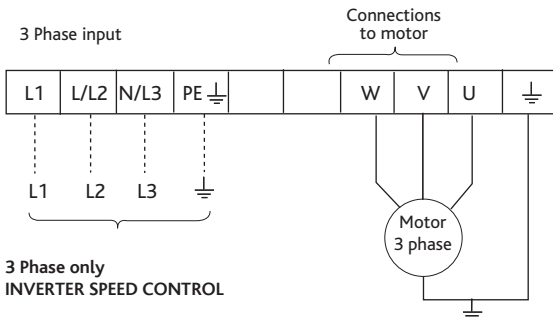 Connections
to motor
3 Phase input
L1 L/L2 N/L3 PE W V U
L1 L2 L3
Motor
3 phase
3 Phase only
INVERTER SPEED CONTROL